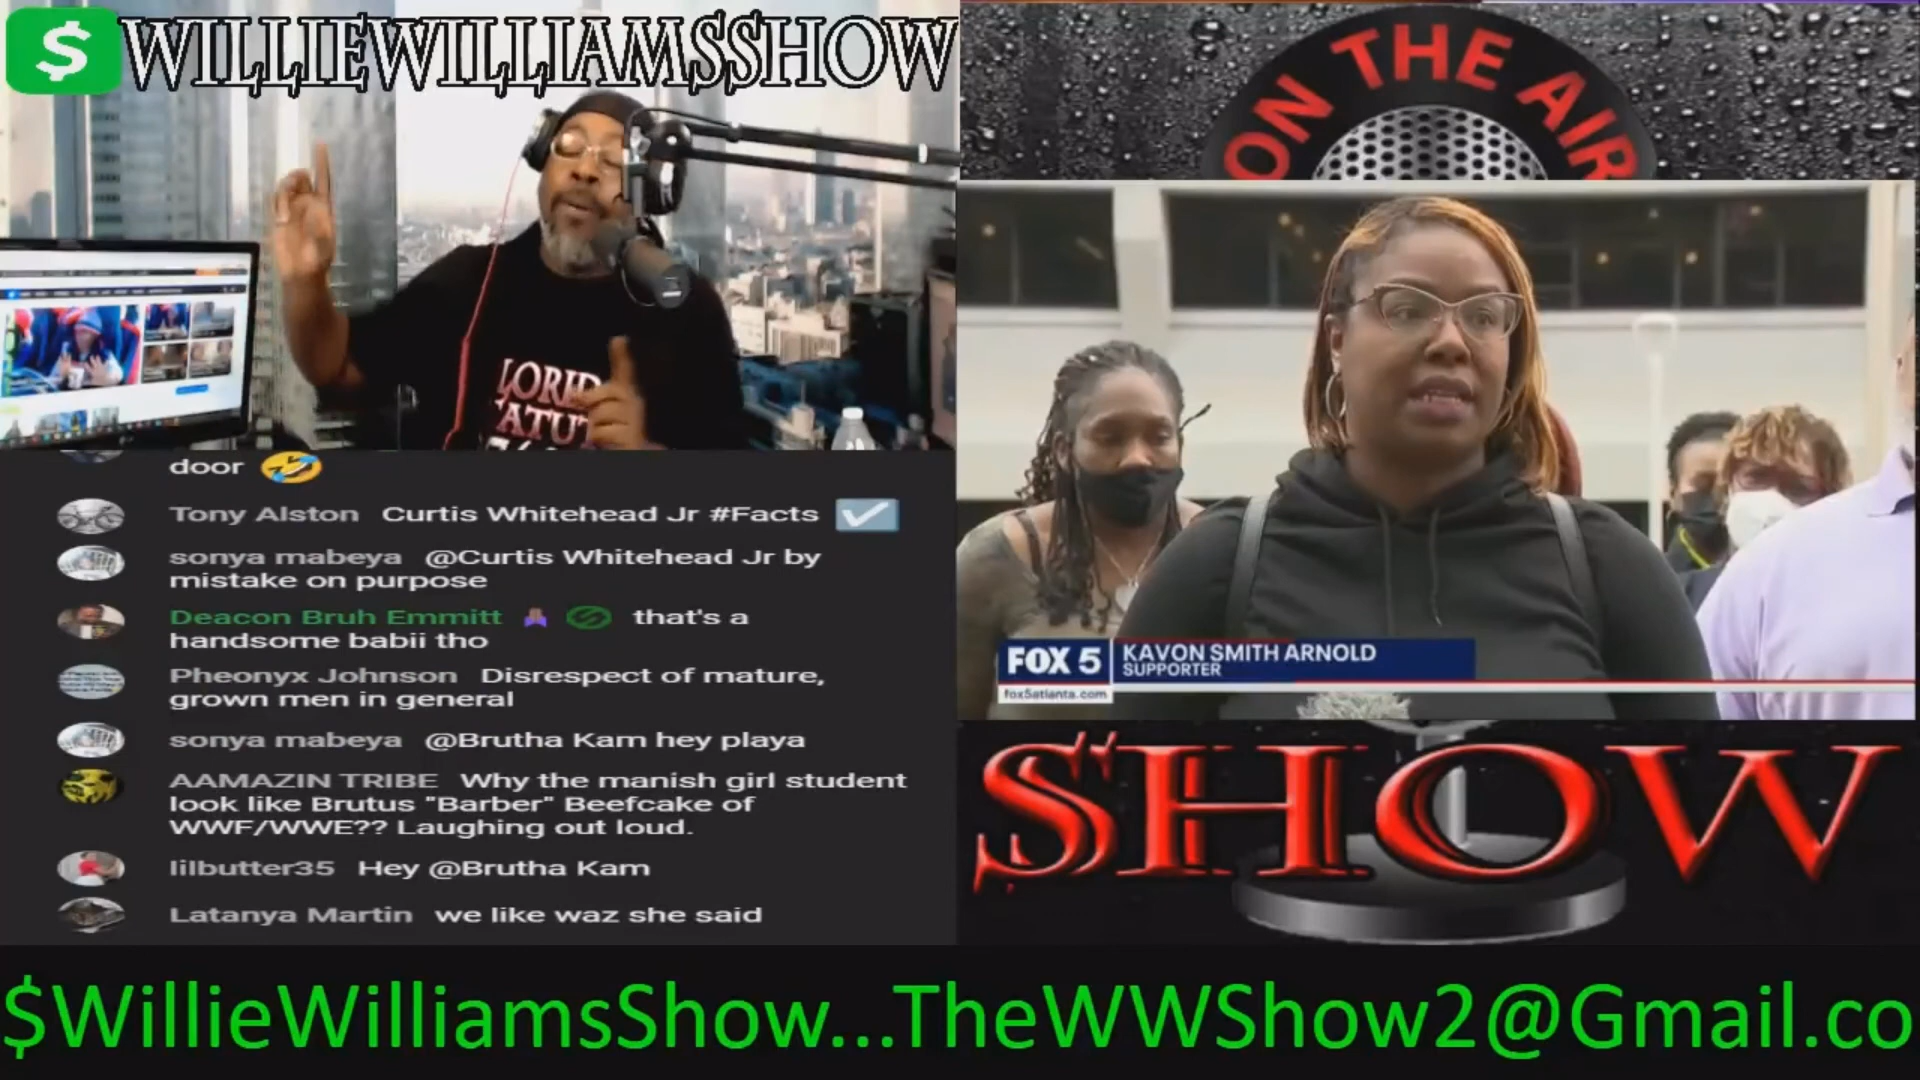 $ WILLIEWILLIAMSSHOW
ON THE AIR
door 🤣
Tony Alston Curtis Whitehead Jr #Facts ☑
sonya mabeya @Curtis Whitehead Jr by
mistake on purpose
Deacon Bruh Emmitt that's a
handsome babii tho
Pheonyx Johnson Disrespect of mature,
grown men in general
sonya mabeya @Brutha Kam hey playa
AAMAZIN TRIBE Why the manish girl student
look like Brutus "Barber" Beefcake of
WWF/WWE?? Laughing out loud.
lilbutter35 Hey @Brutha Kam
Latanya Martin we like waz she said
FOX 5
KAVON SMITH ARNOLD
SUPPORTER
fox5atlanta.com
SHOW
$WillieWilliamsShow...TheWWShow2@Gmail.co